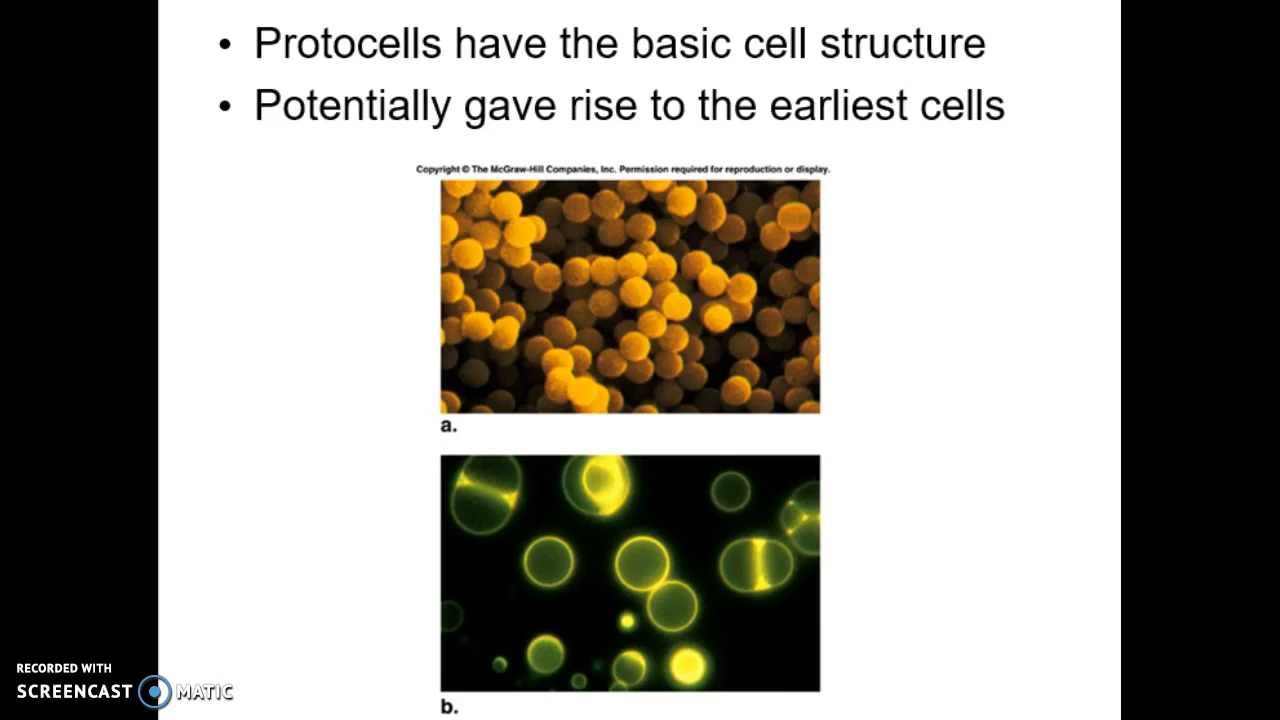 • Protocells have the basic cell structure
• Potentially gave rise to the earliest cells
Copyright © The McGraw-Hill Companies, Inc. Permission required for reproduction or display.
a.
b.
RECORDED WITH
SCREENCAST MATIC